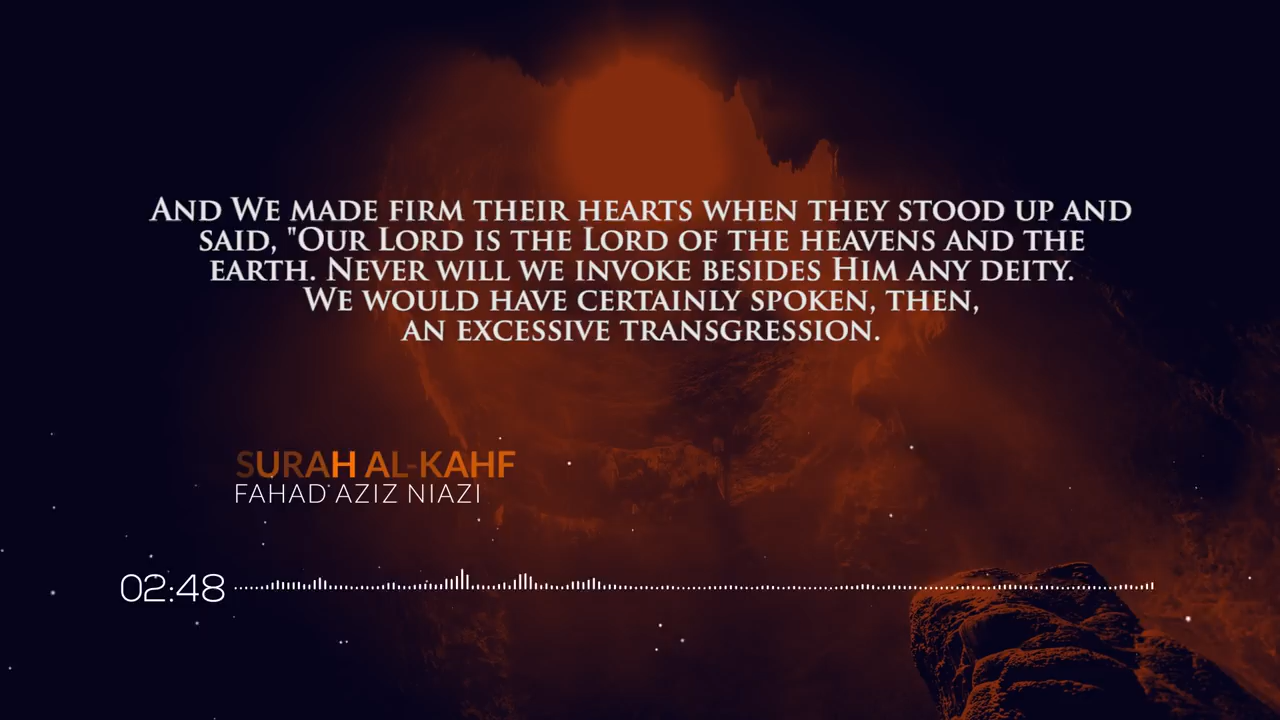 And We made firm their hearts when they stood up and
said, "Our Lord is the Lord of the heavens and the
earth. Never will we invoke besides Him any deity.
We would have certainly spoken, then,
an excessive transgression.
SURAH AL-KAHF
FAHAD AZIZ NIAZI
02:48